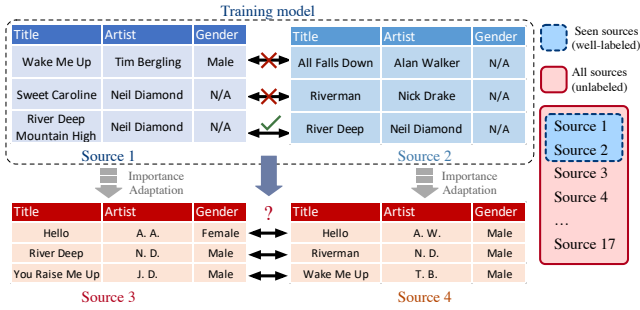 Training model
Title Artist Gender
Wake Me Up Tim Bergling Male
Sweet Caroline Neil Diamond N/A
River Deep
Mountain High Neil Diamond N/A
Source 1
Title Artist Gender
All Falls Down Alan Walker N/A
Riverman Nick Drake N/A
River Deep Neil Diamond N/A
Source 2
Importance
Adaptation
Importance
Adaptation
?
Title Artist Gender
Hello A. A. Female
River Deep N. D. Male
You Raise Me Up J. D. Male
Source 3
Title Artist Gender
Hello A. W. Male
Riverman N. D. Male
Wake Me Up T. B. Male
Source 4
Seen sources
(well-labeled)
All sources
(unlabeled)
Source 1
Source 2
Source 3
Source 4
...
Source 17